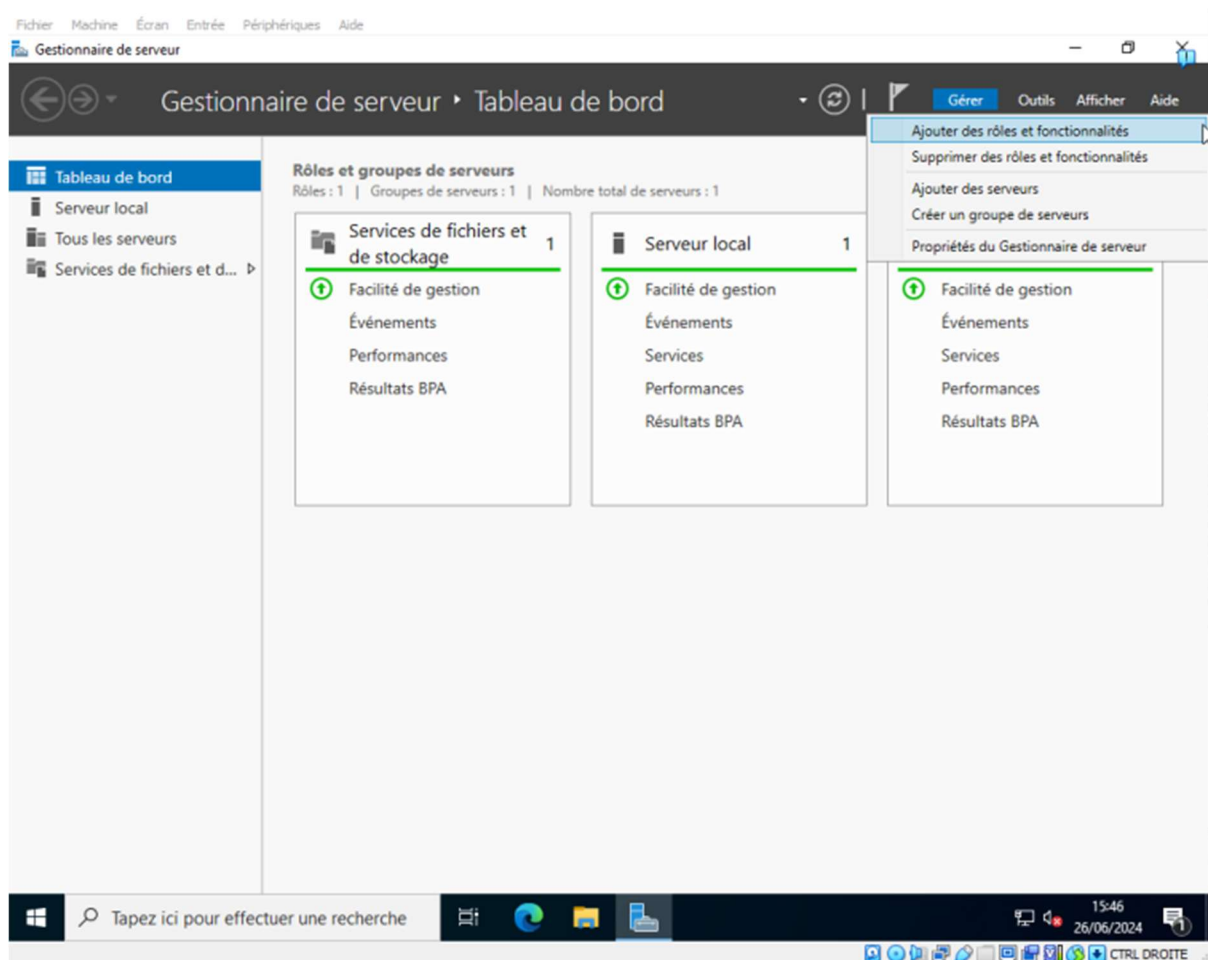 Fichier Machine Écran Entrée Périphériques Aide
Gestionnaire de serveur
Gestionnaire de serveur Tableau de bord
Gérer Outils Afficher Aide
Ajouter des rôles et fonctionnalités
Supprimer des rôles et fonctionnalités
Ajouter des serveurs
Créer un groupe de serveurs
Propriétés du Gestionnaire de serveur
Tableau de bord
Serveur local
Tous les serveurs
Services de fichiers et d...
Rôles et groupes de serveurs
Rôles : 1 | Groupes de serveurs : 1 | Nombre total de serveurs : 1
Services de fichiers et
de stockage
1
Facilité de gestion
Événements
Performances
Résultats BPA
Serveur local 1
Facilité de gestion
Événements
Services
Performances
Résultats BPA
Facilité de gestion
Événements
Services
Performances
Résultats BPA
Tapez ici pour effectuer une recherche
15:46
26/06/2024
1
CTRL DROITE